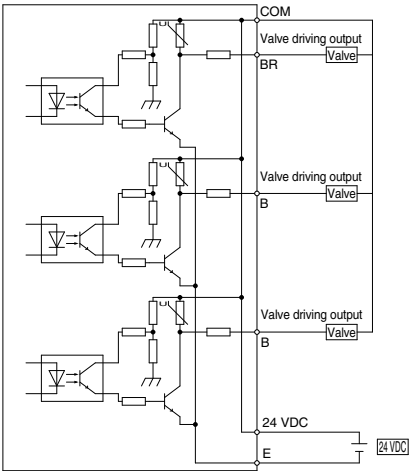 COM
Valve driving output
Valve
BR
U
Valve driving output
Valve
B
U
Valve driving output
Valve
B
U
24 VDC
E
24 VDC